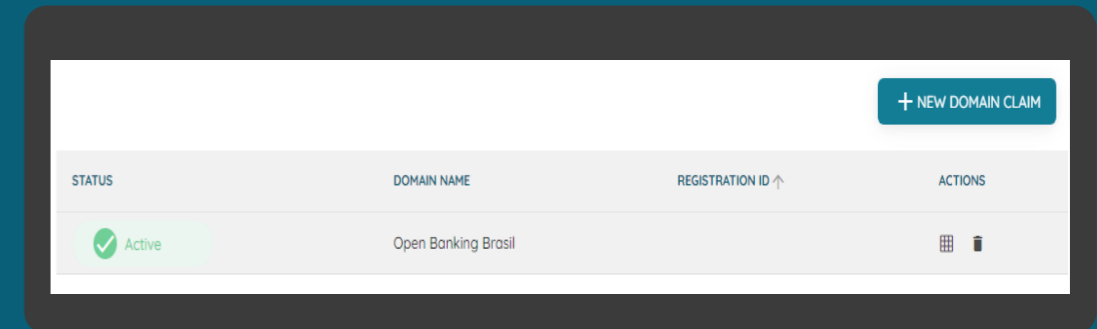 + NEW DOMAIN CLAIM
STATUS DOMAIN NAME REGISTRATION ID ↑ ACTIONS
Active Open Banking Brasil